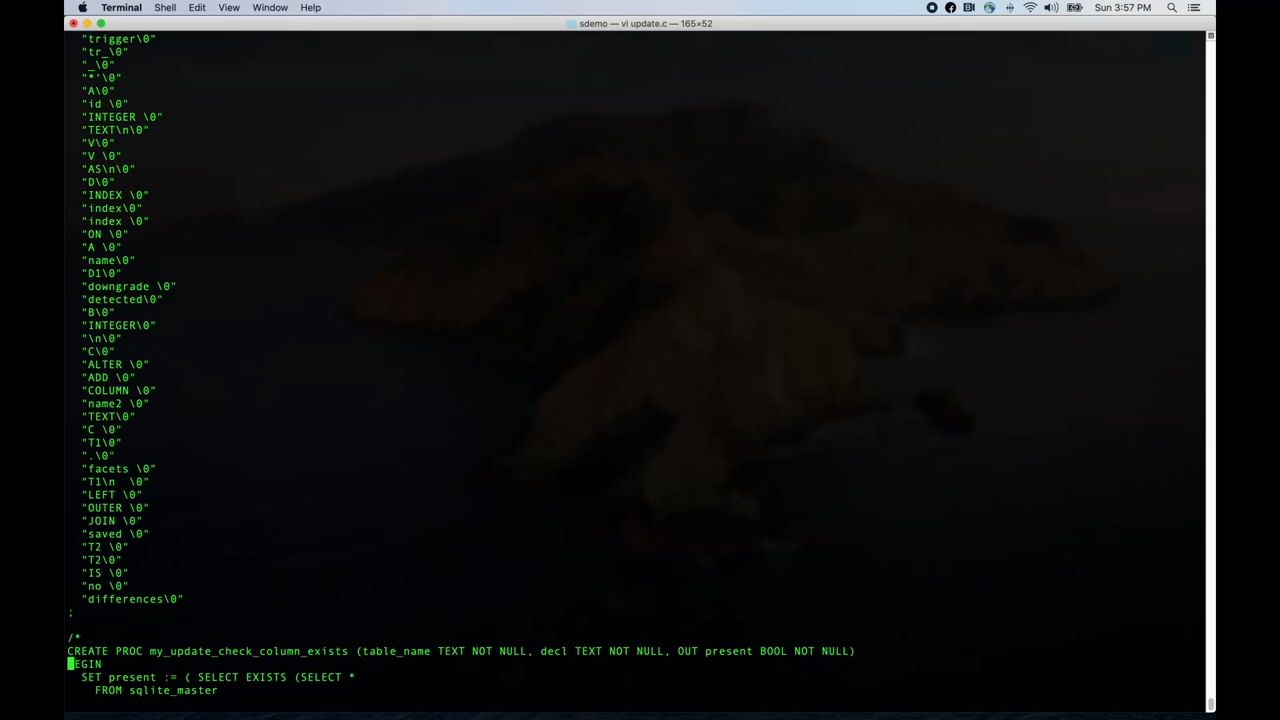 Terminal Shell Edit View Window Help Sun 3:57 PM
sdemo — vi update.c — 165×52
"trigger\0"
"tr_\0"
"_\0"
"*'\0"
"A\0"
"id \0"
"INTEGER \0"
"TEXT\n\0"
"V\0"
"V \0"
"AS\n\0"
"D\0"
"INDEX \0"
"index\0"
"index \0"
"ON \0"
"A \0"
"name\0"
"D1\0"
"downgrade \0"
"detected\0"
"B\0"
"INTEGER\0"
"\n\0"
"C\0"
"ALTER \0"
"ADD \0"
"COLUMN \0"
"name2 \0"
"TEXT\0"
"C \0"
"T1\0"
".\0"
"facets \0"
"T1\n  \0"
"LEFT \0"
"OUTER \0"
"JOIN \0"
"saved \0"
"T2 \0"
"T2\0"
"IS \0"
"no \0"
"differences\0"
;
/*
CREATE PROC my_update_check_column_exists (table_name TEXT NOT NULL, decl TEXT NOT NULL, OUT present BOOL NOT NULL)
BEGIN
SET present := ( SELECT EXISTS (SELECT *
FROM sqlite_master